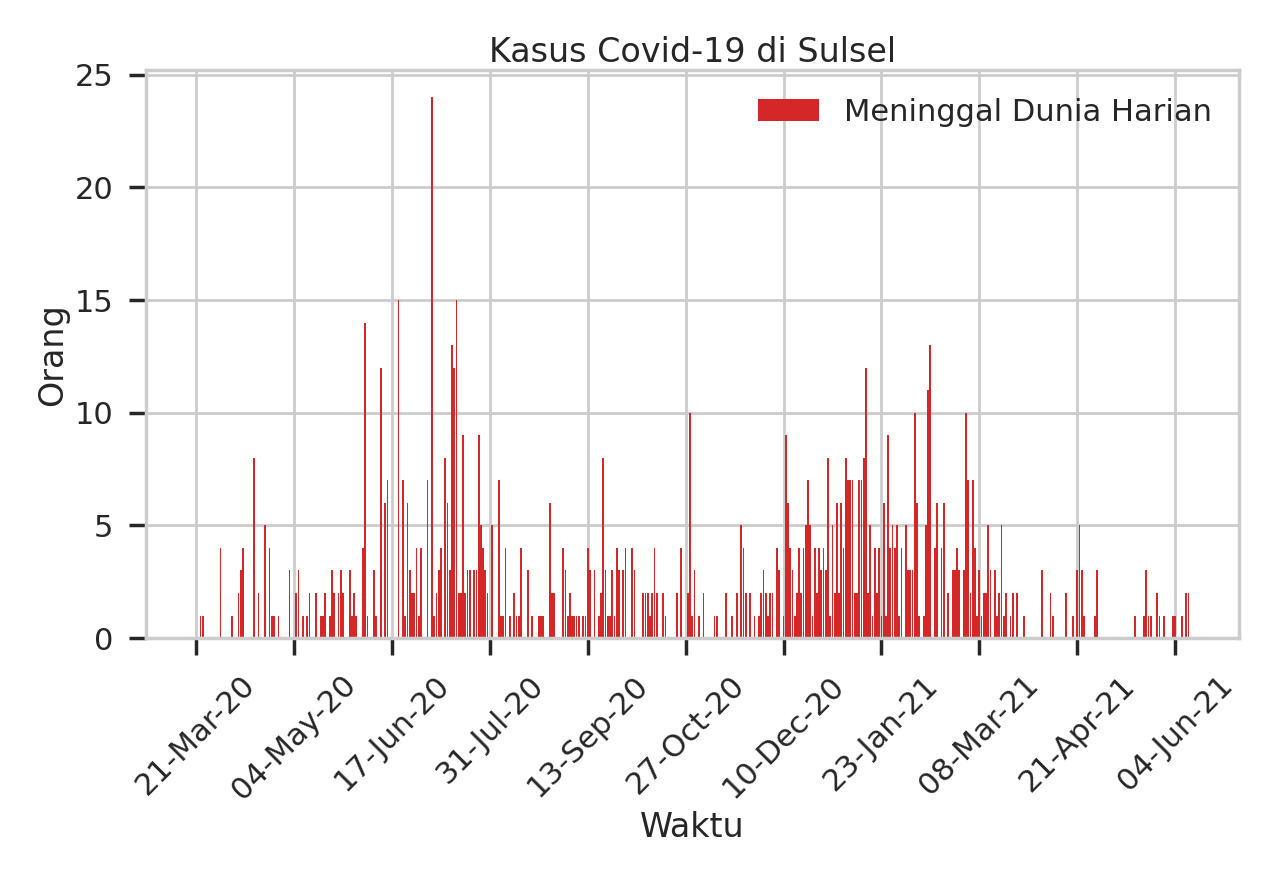 Kasus Covid-19 di Sulsel
Meninggal Dunia Harian
Orang
25
20
15
10
5
0
21-Mar-20
04-May-20
17-Jun-20
31-Jul-20
13-Sep-20
27-Oct-20
10-Dec-20
23-Jan-21
08-Mar-21
21-Apr-21
04-Jun-21
Waktu